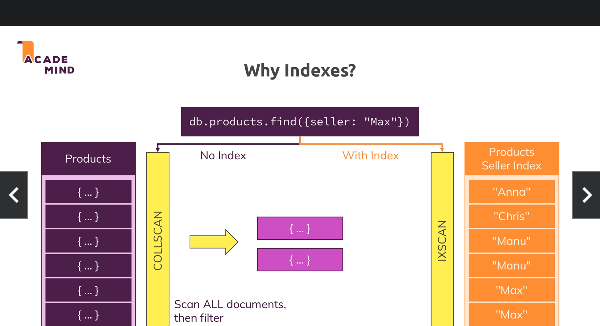 ACADE
MIND
Why Indexes?
db.products.find({seller: "Max"})
No Index
With Index
Products
{ ... }
{ ... }
{ ... }
{ ... }
{ ... }
{ ... }
COLLSCAN
{ ... }
{ ... }
Scan ALL documents,
then filter
IXSCAN
Products
Seller Index
"Anna"
"Chris"
"Manu"
"Manu"
"Max"
"Max"